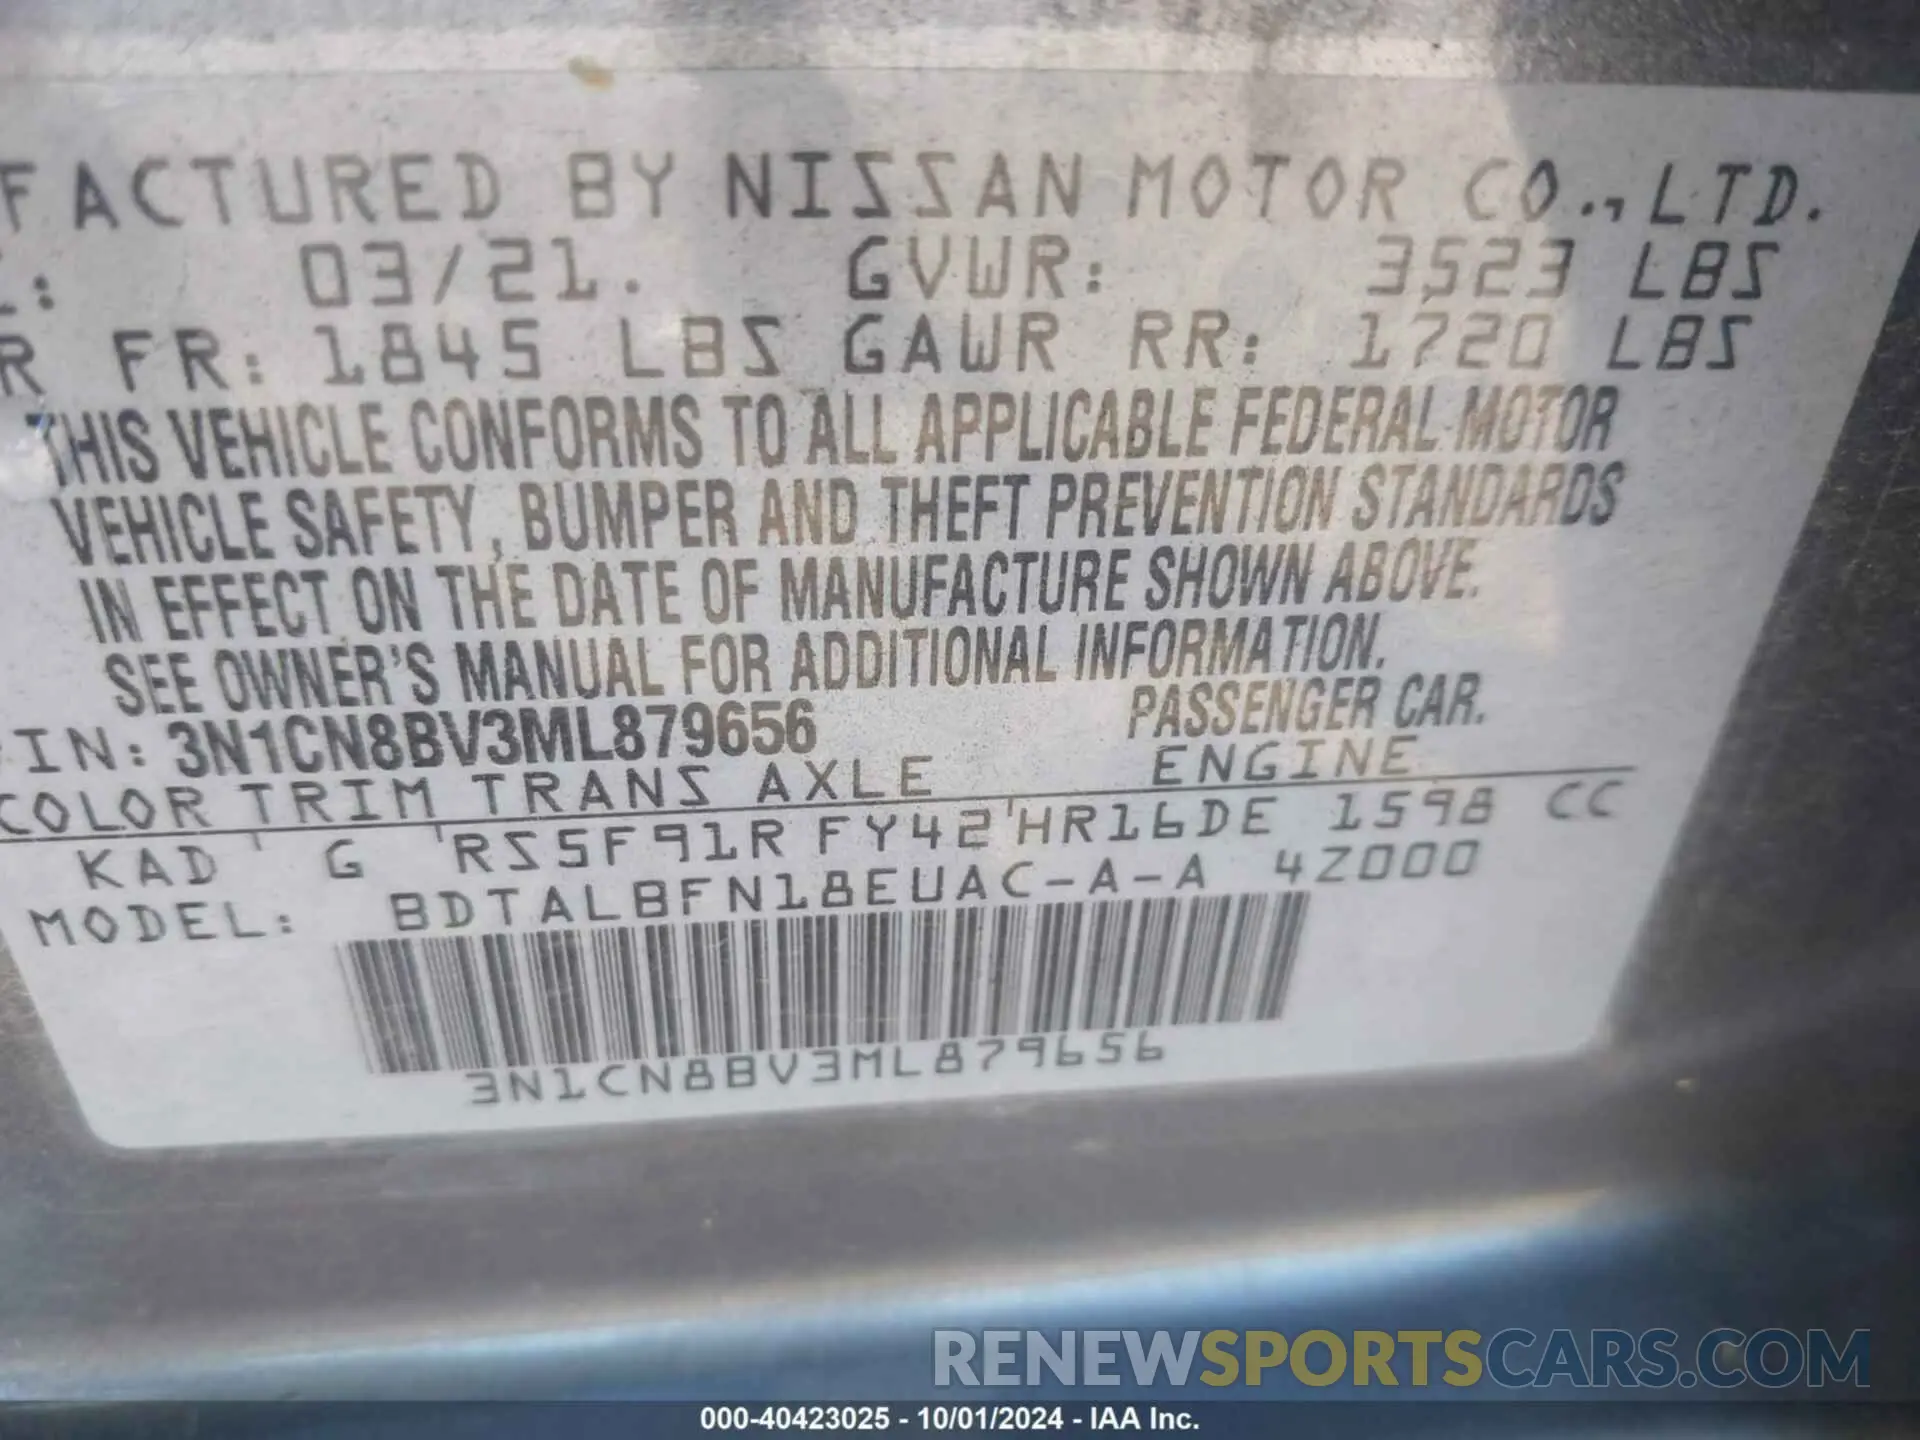 FACTURED BY NISSAN MOTOR CO., LTD.
: 03/21. GVWR: 3523 LBS
R FR: 1845 LBS GAWR RR: 1720 LBS
THIS VEHICLE CONFORMS TO ALL APPLICABLE FEDERAL MOTOR
VEHICLE SAFETY, BUMPER AND THEFT PREVENTION STANDARDS
IN EFFECT ON THE DATE OF MANUFACTURE SHOWN ABOVE.
SEE OWNER'S MANUAL FOR ADDITIONAL INFORMATION.
IN: 3N1CN8BV3ML879656 PASSENGER CAR.
COLOR TRIM TRANS AXLE ENGINE
KAD ' G ' RS5F91R FY42 ' HR16DE 1598 CC
MODEL: BDTALBFN18EUAC-A-A 4Z000
3N1CN8BV3ML879656
RENEWSPORTSCARS.COM
000-40423025 - 10/01/2024 - IAA Inc.